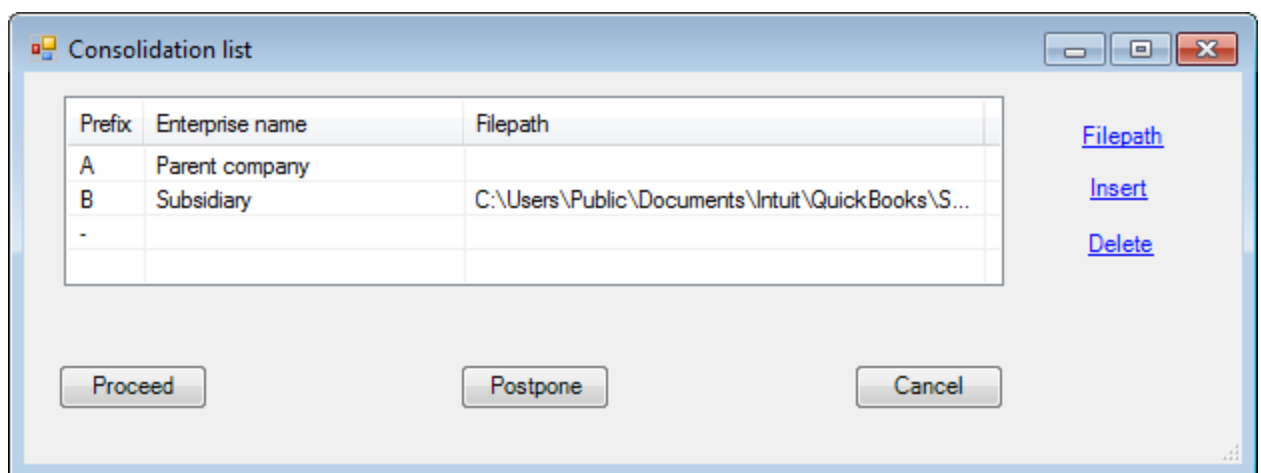 Consolidation list
Prefix Enterprise name Filepath
Filepath
A Parent company
Insert
B Subsidiary C:\Users\Public\Documents\Intuit\QuickBooks\S...
-
Delete
Proceed Postpone Cancel